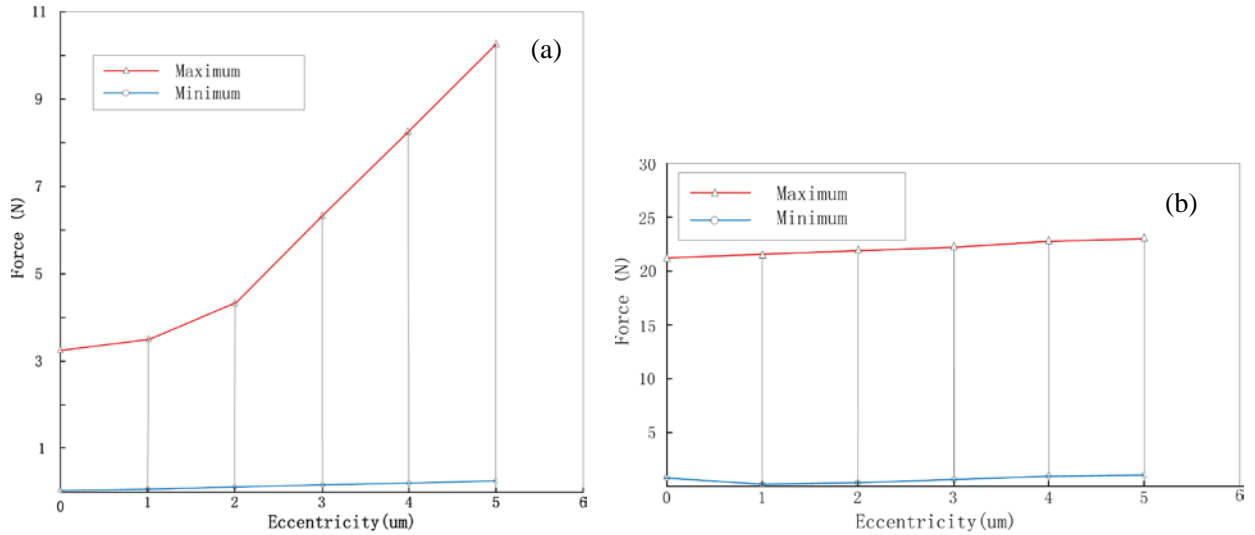 11
9
7
5
3
1
Force (N)
Maximum
Minimum
(a)
0 1 2 3 4 5 6
Eccentricity(um)
30
25
20
15
10
5
Force (N)
Maximum
Minimum
(b)
0 1 2 3 4 5 6
Eccentricity(um)